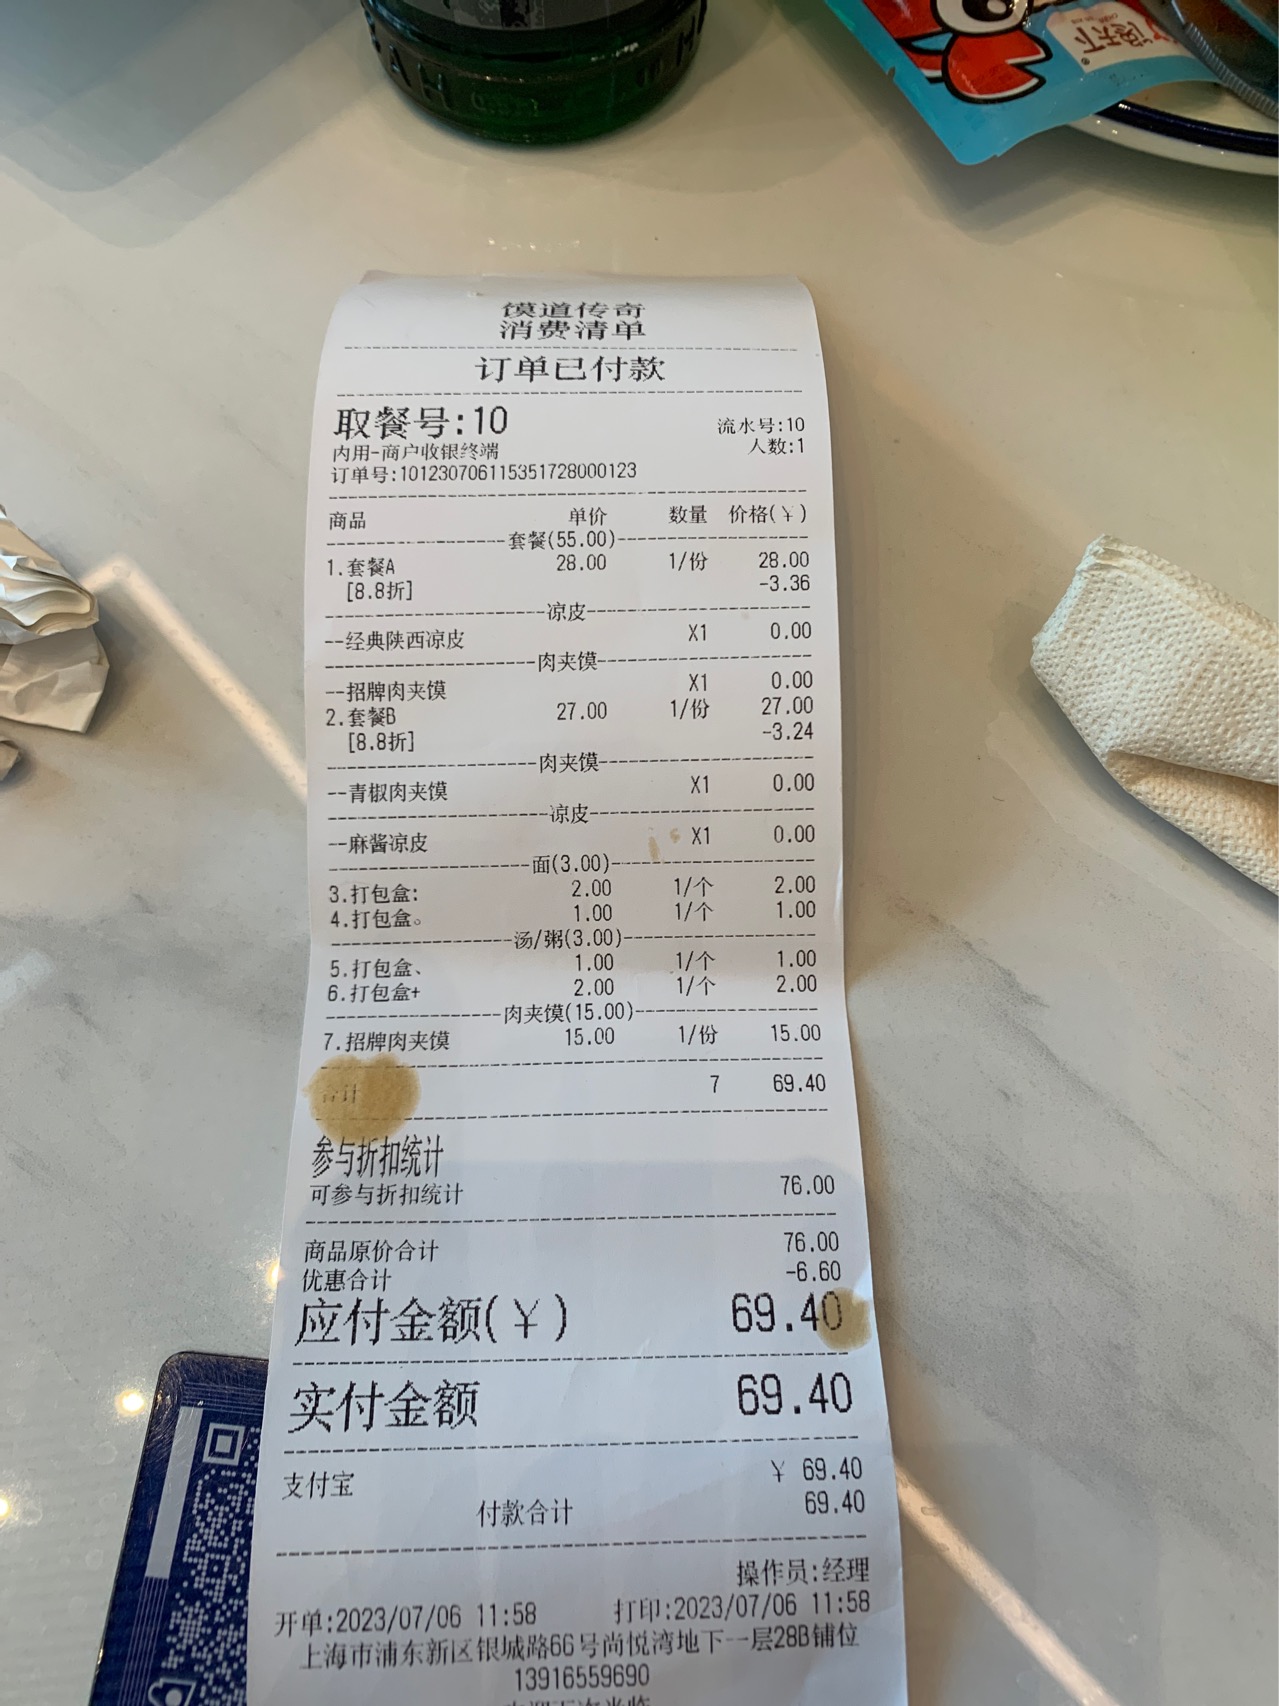 漫天下
馍道传奇
消费清单
订单已付款
取餐号:10 流水号:10
内用-商户收银终端 人数:1
订单号:101230706115351728000123
商品 单价 数量 价格(¥)
套餐(55.00)
1.套餐A 28.00 1/份 28.00
[8.8折] -3.36
凉皮
--经典陕西凉皮 X1 0.00
肉夹馍
--招牌肉夹馍 X1 0.00
2.套餐B 27.00 1/份 27.00
[8.8折] -3.24
肉夹馍
--青椒肉夹馍 X1 0.00
凉皮
--麻酱凉皮 X1 0.00
面(3.00)
3.打包盒: 2.00 1/个 2.00
4.打包盒。 1.00 1/个 1.00
汤/粥(3.00)
5.打包盒、 1.00 1/个 1.00
6.打包盒+ 2.00 1/个 2.00
肉夹馍(15.00)
7.招牌肉夹馍 15.00 1/份 15.00
合计 7 69.40
参与折扣统计
可参与折扣统计 76.00
商品原价合计 76.00
优惠合计 -6.60
应付金额(¥) 69.40
实付金额 69.40
支付宝 ¥ 69.40
付款合计 69.40
操作员:经理
开单:2023/07/06 11:58 打印:2023/07/06 11:58
上海市浦东新区银城路66号尚悦湾地下一层28B铺位
13916559690